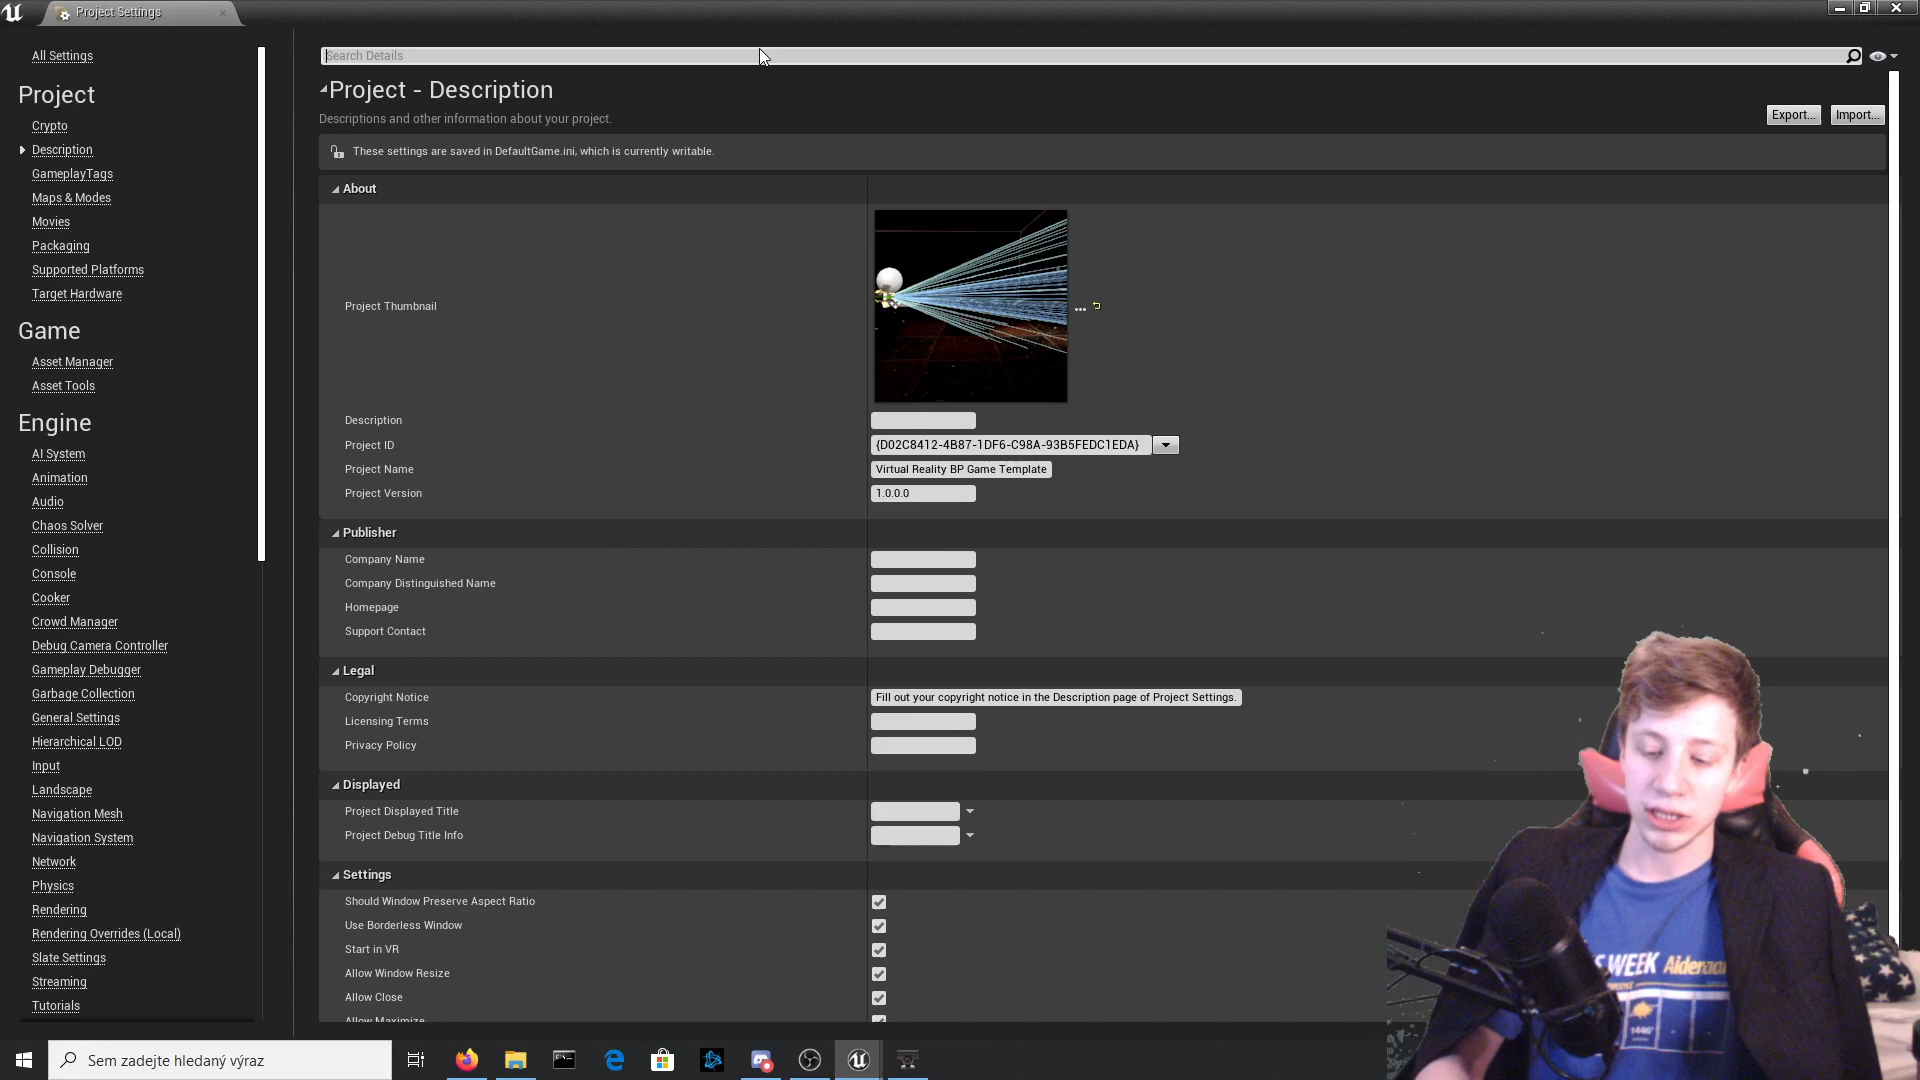 Project Settings
All Settings
Project
Crypto
Description
GameplayTags
Maps & Modes
Movies
Packaging
Supported Platforms
Target Hardware
Game
Asset Manager
Asset Tools
Engine
AI System
Animation
Audio
Chaos Solver
Collision
Console
Cooker
Crowd Manager
Debug Camera Controller
Gameplay Debugger
Garbage Collection
General Settings
Hierarchical LOD
Input
Landscape
Navigation Mesh
Navigation System
Network
Physics
Rendering
Rendering Overrides (Local)
Slate Settings
Streaming
Tutorials
Search Details
Project - Description
Descriptions and other information about your project.
Export...
Import...
These settings are saved in DefaultGame.ini, which is currently writable.
About
Project Thumbnail
Description
Project ID {D02C8412-4B87-1DF6-C98A-93B5FEDC1EDA}
Project Name Virtual Reality BP Game Template
Project Version 1.0.0.0
Publisher
Company Name
Company Distinguished Name
Homepage
Support Contact
Legal
Copyright Notice Fill out your copyright notice in the Description page of Project Settings.
Licensing Terms
Privacy Policy
Displayed
Project Displayed Title
Project Debug Title Info
Settings
Should Window Preserve Aspect Ratio
Use Borderless Window
Start in VR
Allow Window Resize
Allow Close
Allow Maximize
WEEK Alderaan
1446°
Sem zadejte hledaný výraz